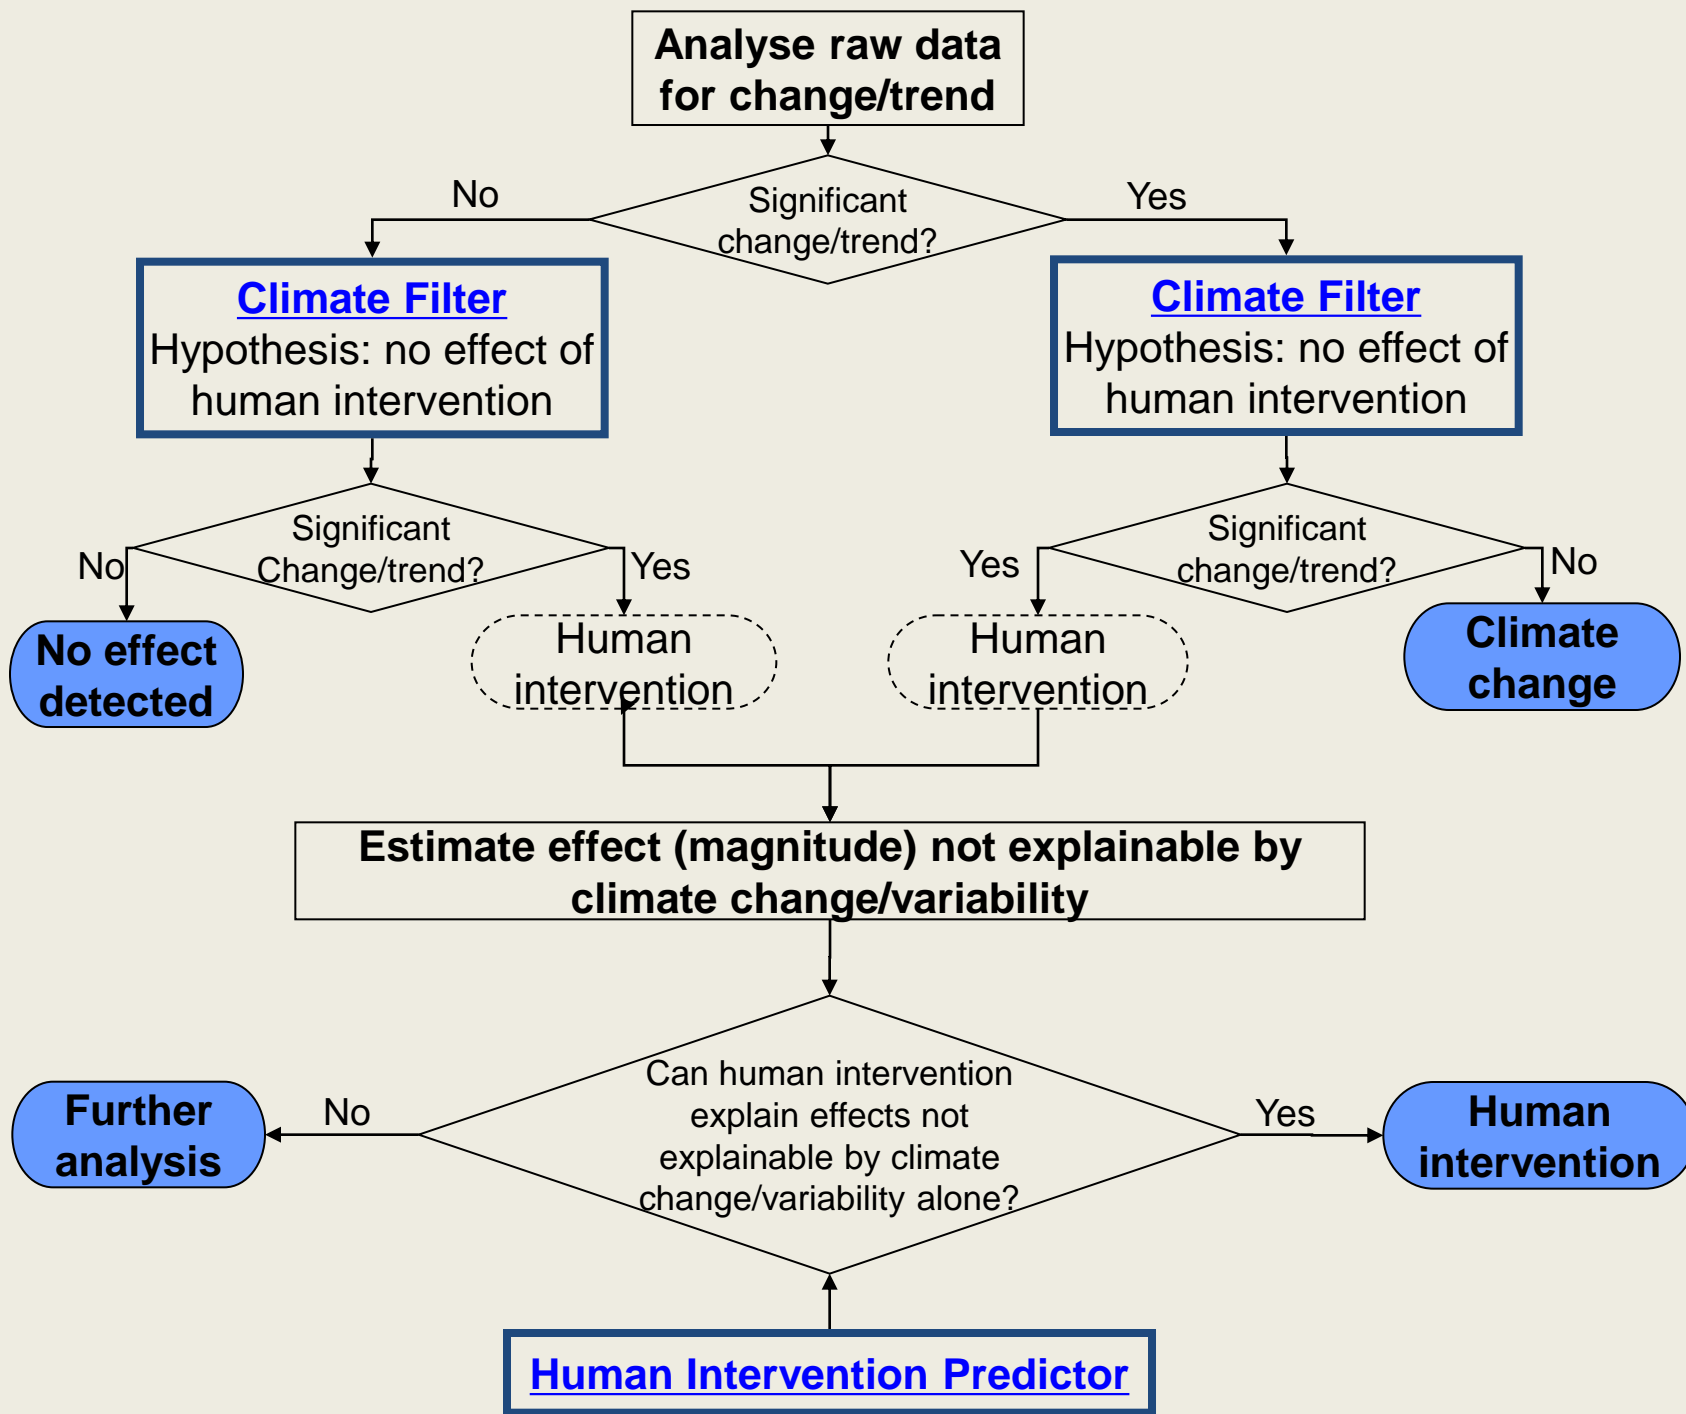 Analyse raw data
for change/trend
No
Yes
Significant
change/trend?
Climate Filter
Hypothesis: no effect of
human intervention
Climate Filter
Hypothesis: no effect of
human intervention
No
Significant
Change/trend?
Yes
Yes
Significant
change/trend?
No
No effect
detected
Human
intervention
Human
intervention
Climate
change
Estimate effect (magnitude) not explainable by
climate change/variability
Further
analysis
No
Can human intervention
explain effects not
explainable by climate
change/variability alone?
Yes
Human
intervention
Human Intervention Predictor